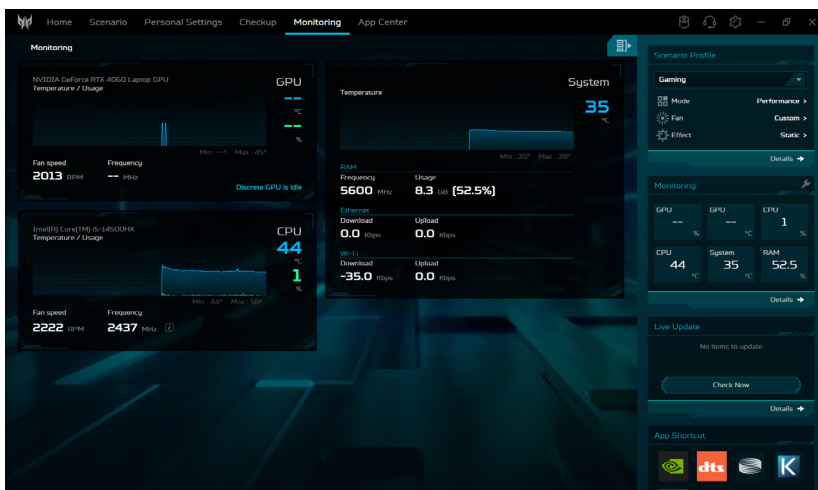 Home Scenario Personal Settings Checkup Monitoring App Center
Monitoring
NVIDIA GeForce RTX 4060 Laptop GPU
Temperature / Usage
GPU
--
°C
--
%
Min : --° Max : 45°
Fan speed Frequency
2013 RPM -- MHz
Discrete GPU is idle
Intel(R) Core(TM) i5-14500HX
Temperature / Usage
CPU
44
°C
1
%
Min : 44° Max : 58°
Fan speed Frequency
2222 RPM 2437 MHz
System
Temperature
35
°C
Min : 35° Max : 39°
RAM
Frequency Usage
5600 MHz 8.3 GB (52.5%)
Ethernet
Download Upload
0.0 Kbps 0.0 Kbps
Wi-Fi
Download Upload
-35.0 Kbps 0.0 Kbps
Scenario Profile
Gaming
Mode Performance >
Fan Custom >
Effect Static >
Details →
Monitoring
GPU GPU CPU
-- -- 1
% °C %
CPU System RAM
44 35 52.5
°C °C %
Details →
Live Update
No items to update
Check Now
Details →
App Shortcut
dts K